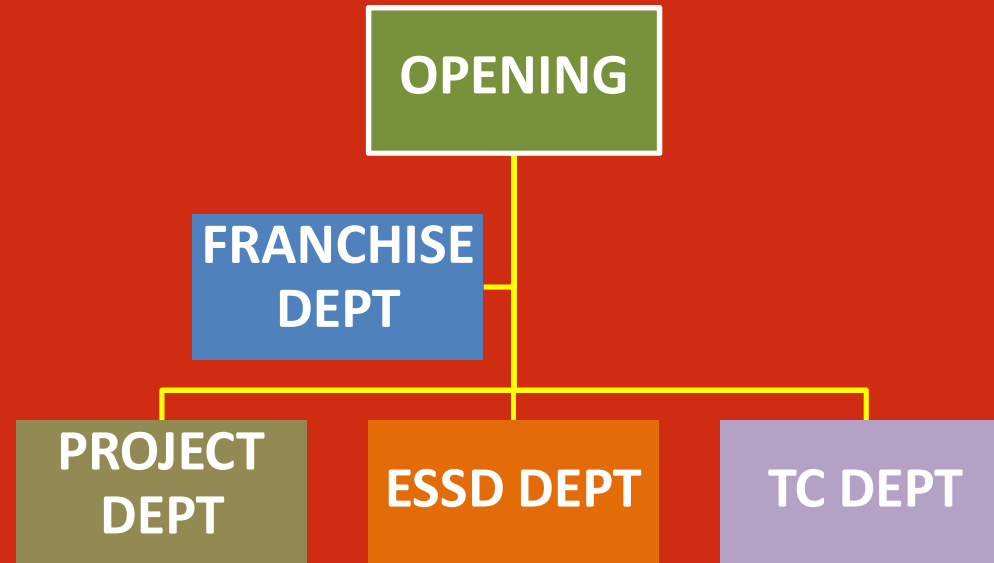 OPENING
FRANCHISE
DEPT
PROJECT
DEPT
ESSD DEPT
TC DEPT